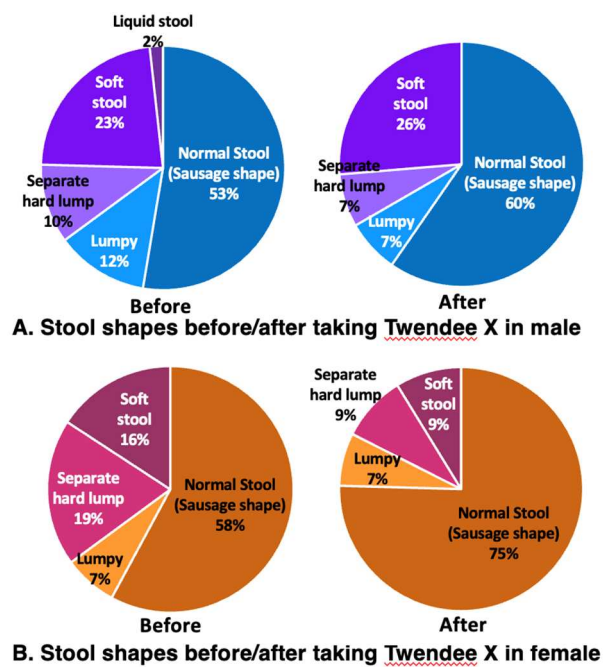 Liquid stool
2%
Soft
stool
23%
Normal Stool
(Sausage shape)
53%
Separate
hard lump
10%
Lumpy
12%
Before
Soft
stool
26%
Normal Stool
(Sausage shape)
60%
Separate
hard lump
7%
Lumpy
7%
After
A. Stool shapes before/after taking Twendee X in male
Soft
stool
16%
Separate
hard lump
19%
Normal Stool
(Sausage shape)
58%
Lumpy
7%
Before
Separate
hard lump
9%
Soft
stool
9%
Lumpy
7%
Normal Stool
(Sausage shape)
75%
After
B. Stool shapes before/after taking Twendee X in female